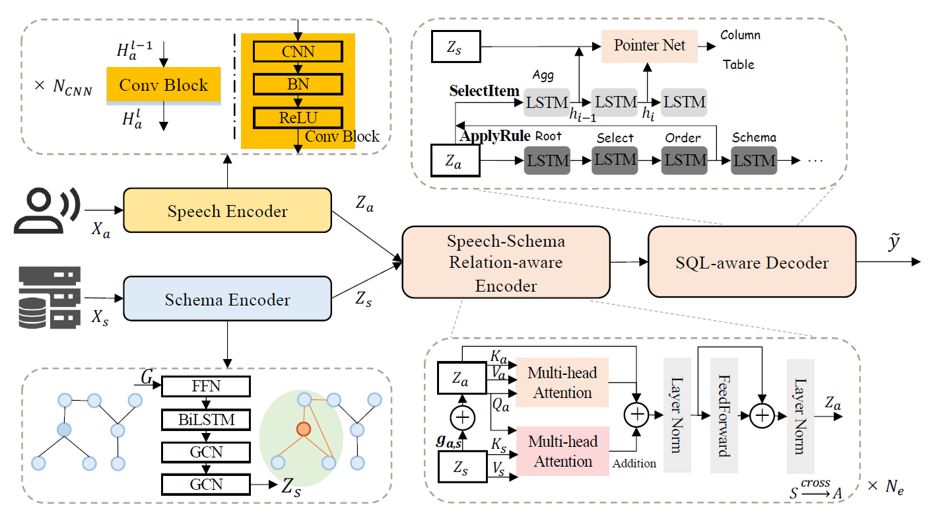 H_a^{l-1}
× N_{CNN}
Conv Block
H_a^l
CNN
BN
ReLU
Conv Block
Z_s
Pointer Net
Column
Table
Agg
SelectItem
LSTM
h_{i-1}
LSTM
h_i
LSTM
ApplyRule
Root
Select
Order
Schema
Z_a
LSTM
LSTM
LSTM
LSTM
...
X_a
Speech Encoder
Z_a
Speech-Schema
Relation-aware
Encoder
SQL-aware Decoder
ỹ
X_s
Schema Encoder
Z_s
G
FFN
BiLSTM
GCN
GCN
Z_s
Z_a
K_a
V_a
Q_a
Multi-head
Attention
g_{a,s}
Z_s
K_s
V_s
Multi-head
Attention
Addition
Layer Norm
FeedForward
Layer Norm
Z_a
S \xrightarrow{cross} A
× N_e